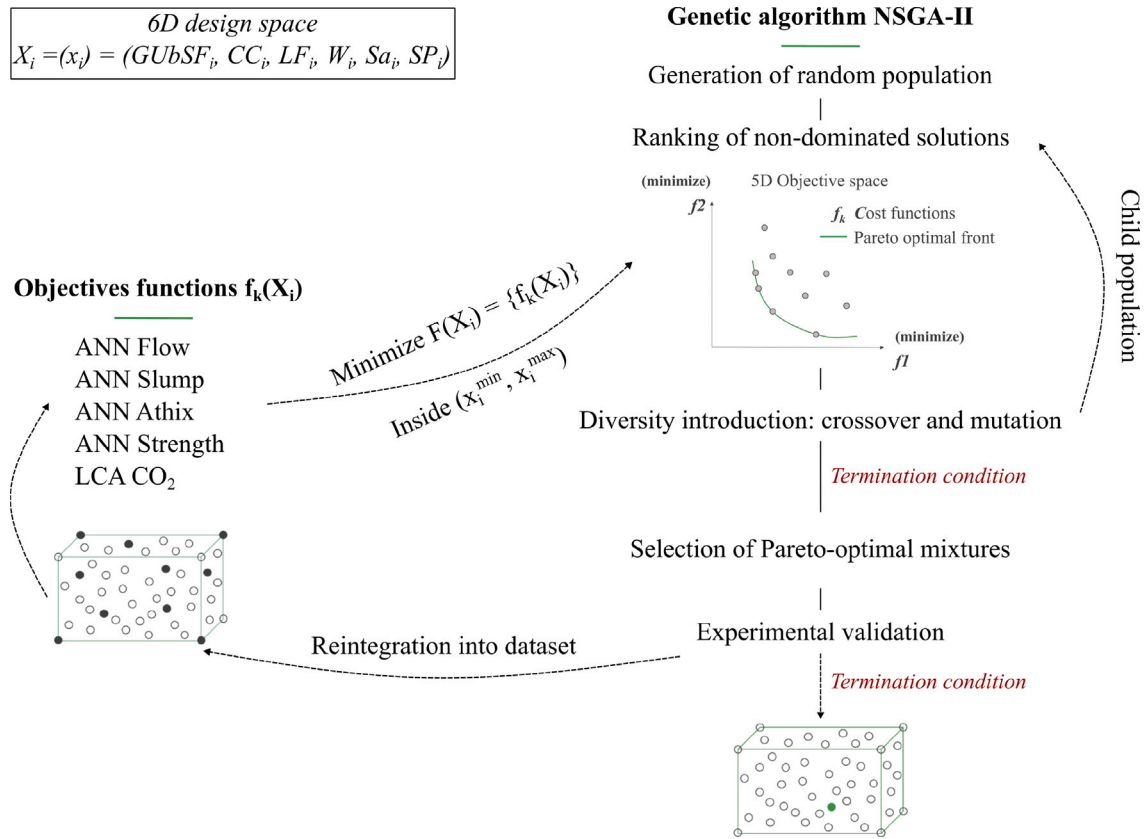 6D design space
Xᵢ =(xᵢ) = (GUbSFᵢ, CCᵢ, LFᵢ, Wᵢ, Saᵢ, SPᵢ)
Genetic algorithm NSGA-II
Generation of random population
Ranking of non-dominated solutions
(minimize)
5D Objective space
f2
fₖ Cost functions
Pareto optimal front
(minimize)
f1
Child population
Objectives functions fₖ(Xᵢ)
ANN Flow
ANN Slump
ANN Athix
ANN Strength
LCA CO₂
Minimize F(Xᵢ) = {fₖ(Xᵢ)}
Inside (xᵢᵐⁱⁿ, xᵢᵐᵃˣ)
Diversity introduction: crossover and mutation
Termination condition
Selection of Pareto-optimal mixtures
Experimental validation
Reintegration into dataset
Termination condition